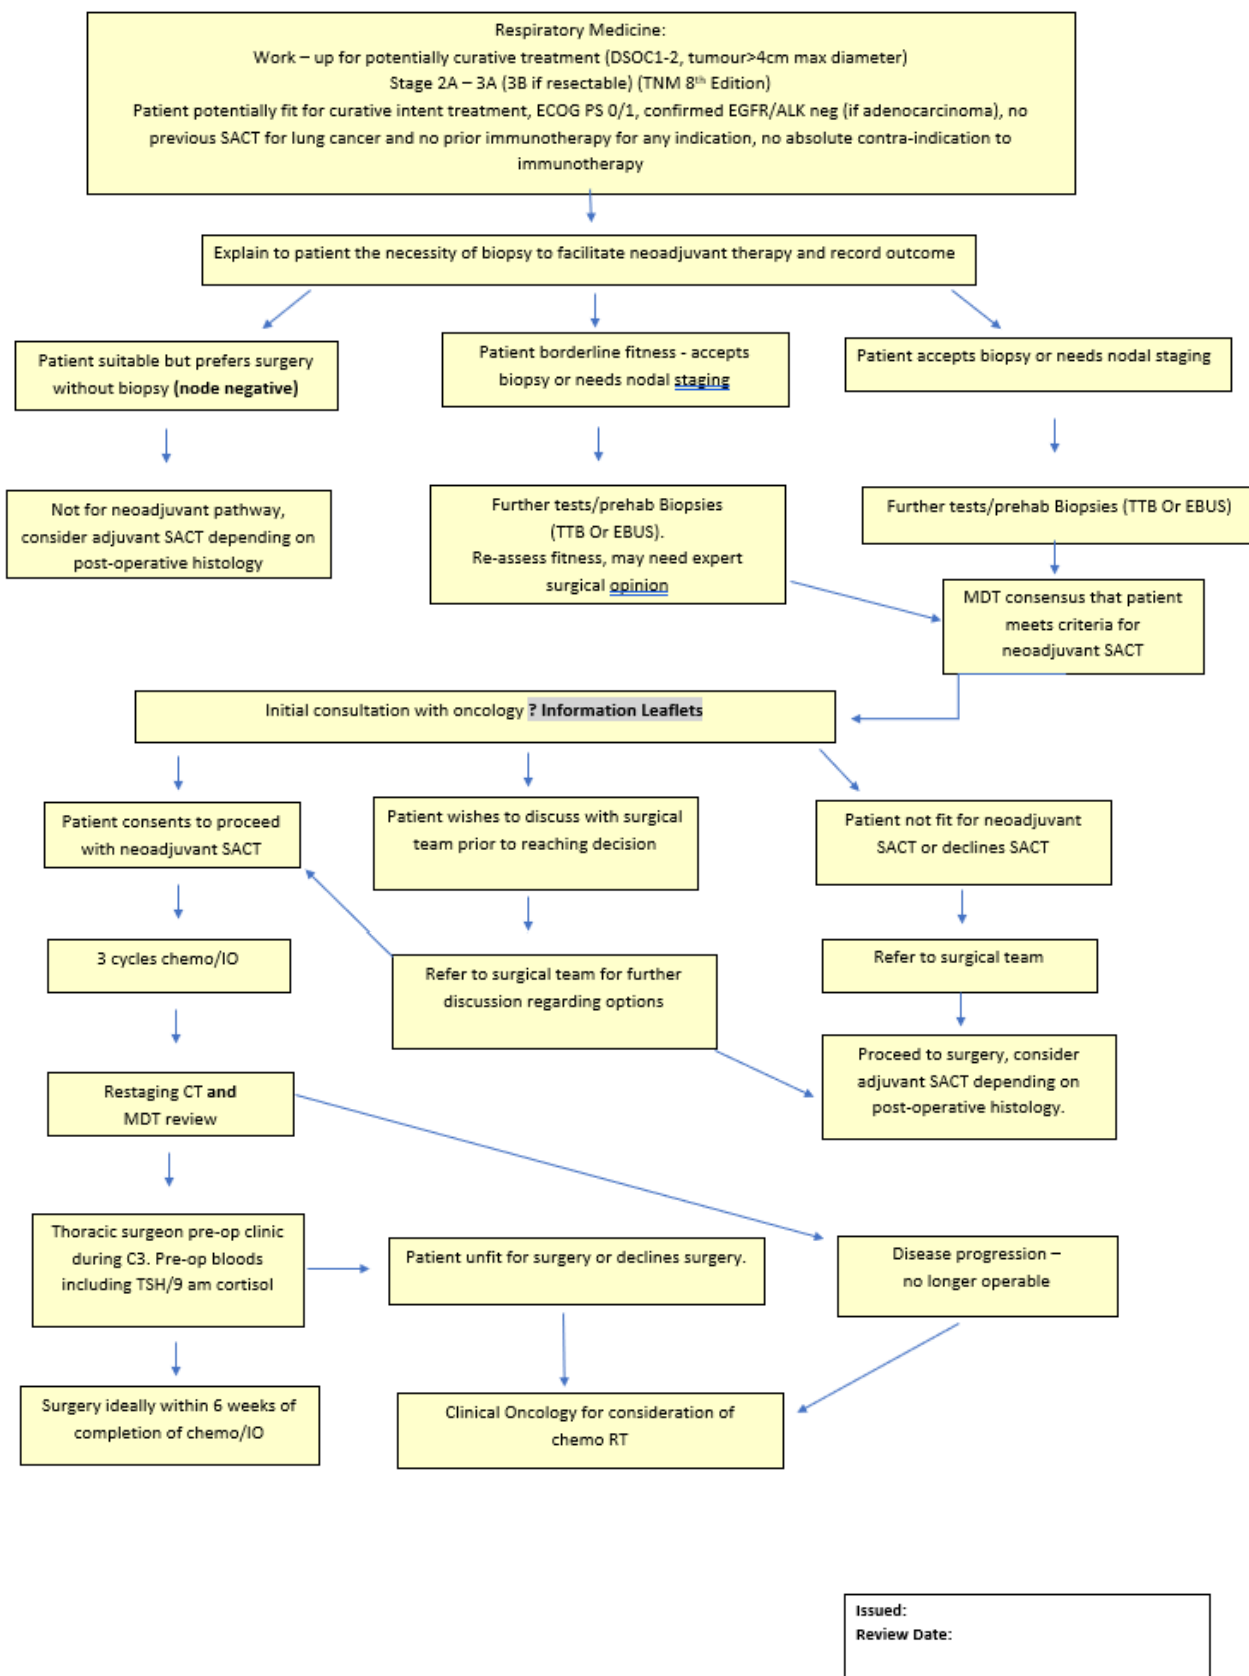 Respiratory Medicine:
Work – up for potentially curative treatment (DSOC1-2, tumour>4cm max diameter)
Stage 2A – 3A (3B if resectable) (TNM 8th Edition)
Patient potentially fit for curative intent treatment, ECOG PS 0/1, confirmed EGFR/ALK neg (if adenocarcinoma), no
previous SACT for lung cancer and no prior immunotherapy for any indication, no absolute contra-indication to
immunotherapy
Explain to patient the necessity of biopsy to facilitate neoadjuvant therapy and record outcome
Patient suitable but prefers surgery
without biopsy (node negative)
Patient borderline fitness - accepts
biopsy or needs nodal staging
Patient accepts biopsy or needs nodal staging
Not for neoadjuvant pathway,
consider adjuvant SACT depending on
post-operative histology
Further tests/prehab Biopsies
(TTB Or EBUS).
Re-assess fitness, may need expert
surgical opinion
Further tests/prehab Biopsies (TTB Or EBUS)
MDT consensus that patient
meets criteria for
neoadjuvant SACT
Initial consultation with oncology ? Information Leaflets
Patient consents to proceed
with neoadjuvant SACT
Patient wishes to discuss with surgical
team prior to reaching decision
Patient not fit for neoadjuvant
SACT or declines SACT
3 cycles chemo/IO
Refer to surgical team for further
discussion regarding options
Refer to surgical team
Proceed to surgery, consider
adjuvant SACT depending on
post-operative histology.
Restaging CT and
MDT review
Thoracic surgeon pre-op clinic
during C3. Pre-op bloods
including TSH/9 am cortisol
Patient unfit for surgery or declines surgery.
Disease progression –
no longer operable
Surgery ideally within 6 weeks of
completion of chemo/IO
Clinical Oncology for consideration of
chemo RT
Issued:
Review Date: